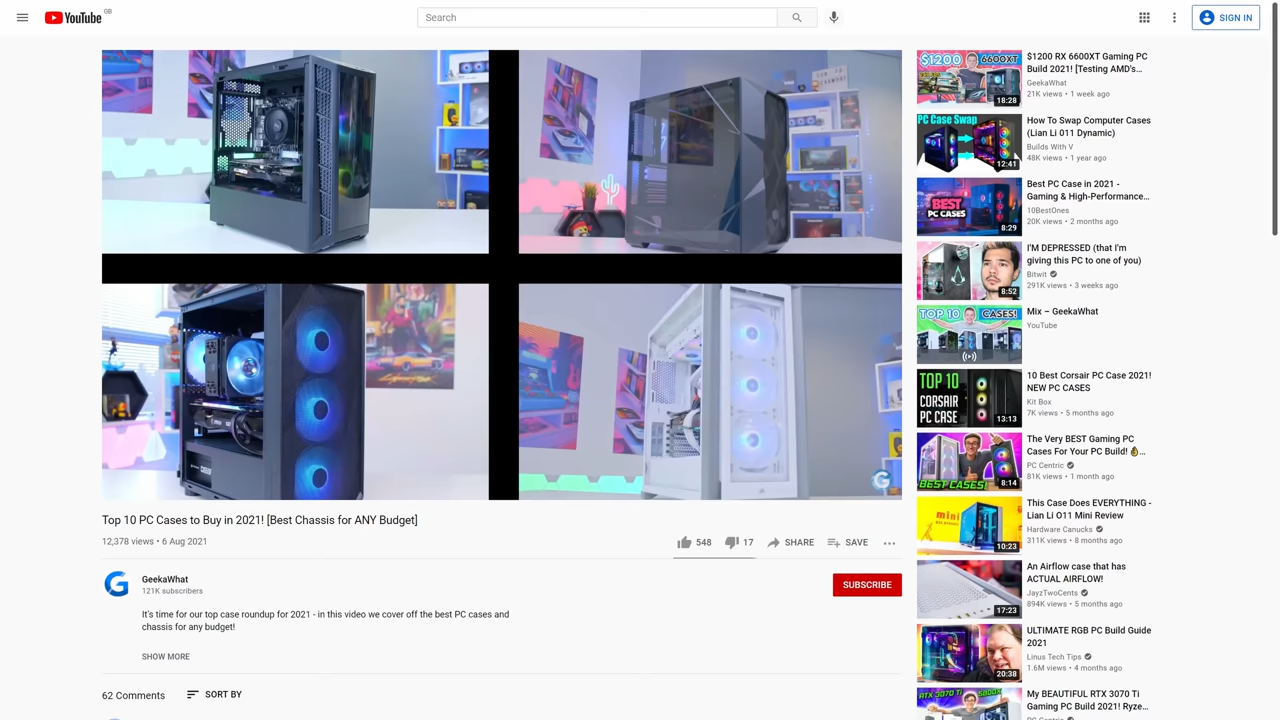 YouTube GB
Search
SIGN IN
Top 10 PC Cases to Buy in 2021! [Best Chassis for ANY Budget]
12,378 views • 6 Aug 2021
548
17
SHARE
SAVE
GeekaWhat
121K subscribers
SUBSCRIBE
It's time for our top case roundup for 2021 - in this video we cover off the best PC cases and
chassis for any budget!
SHOW MORE
62 Comments
SORT BY
$1200
6600XT
18:28
$1200 RX 6600XT Gaming PC
Build 2021! [Testing AMD's...
GeekaWhat
21K views • 1 week ago
PC Case Swap
12:41
How To Swap Computer Cases
(Lian Li 011 Dynamic)
Builds With V
48K views • 1 year ago
BEST
PC CASES
8:29
Best PC Case in 2021 -
Gaming & High-Performance...
10BestOnes
20K views • 2 months ago
8:52
I'M DEPRESSED (that I'm
giving this PC to one of you)
Bitwit
291K views • 3 weeks ago
TOP 10
CASES!
Mix – GeekaWhat
YouTube
TOP 10
CORSAIR
PC CASE
13:13
10 Best Corsair PC Case 2021!
NEW PC CASES
Kit Box
7K views • 5 months ago
BEST CASES!
8:14
The Very BEST Gaming PC
Cases For Your PC Build! 👌...
PC Centric
81K views • 1 month ago
mini
10:23
This Case Does EVERYTHING -
Lian Li O11 Mini Review
Hardware Canucks
311K views • 8 months ago
17:23
An Airflow case that has
ACTUAL AIRFLOW!
JayzTwoCents
894K views • 5 months ago
20:38
ULTIMATE RGB PC Build Guide
2021
Linus Tech Tips
1.6M views • 4 months ago
RTX 3070 Ti
5800X
My BEAUTIFUL RTX 3070 Ti
Gaming PC Build 2021! Ryze...
PC Centric